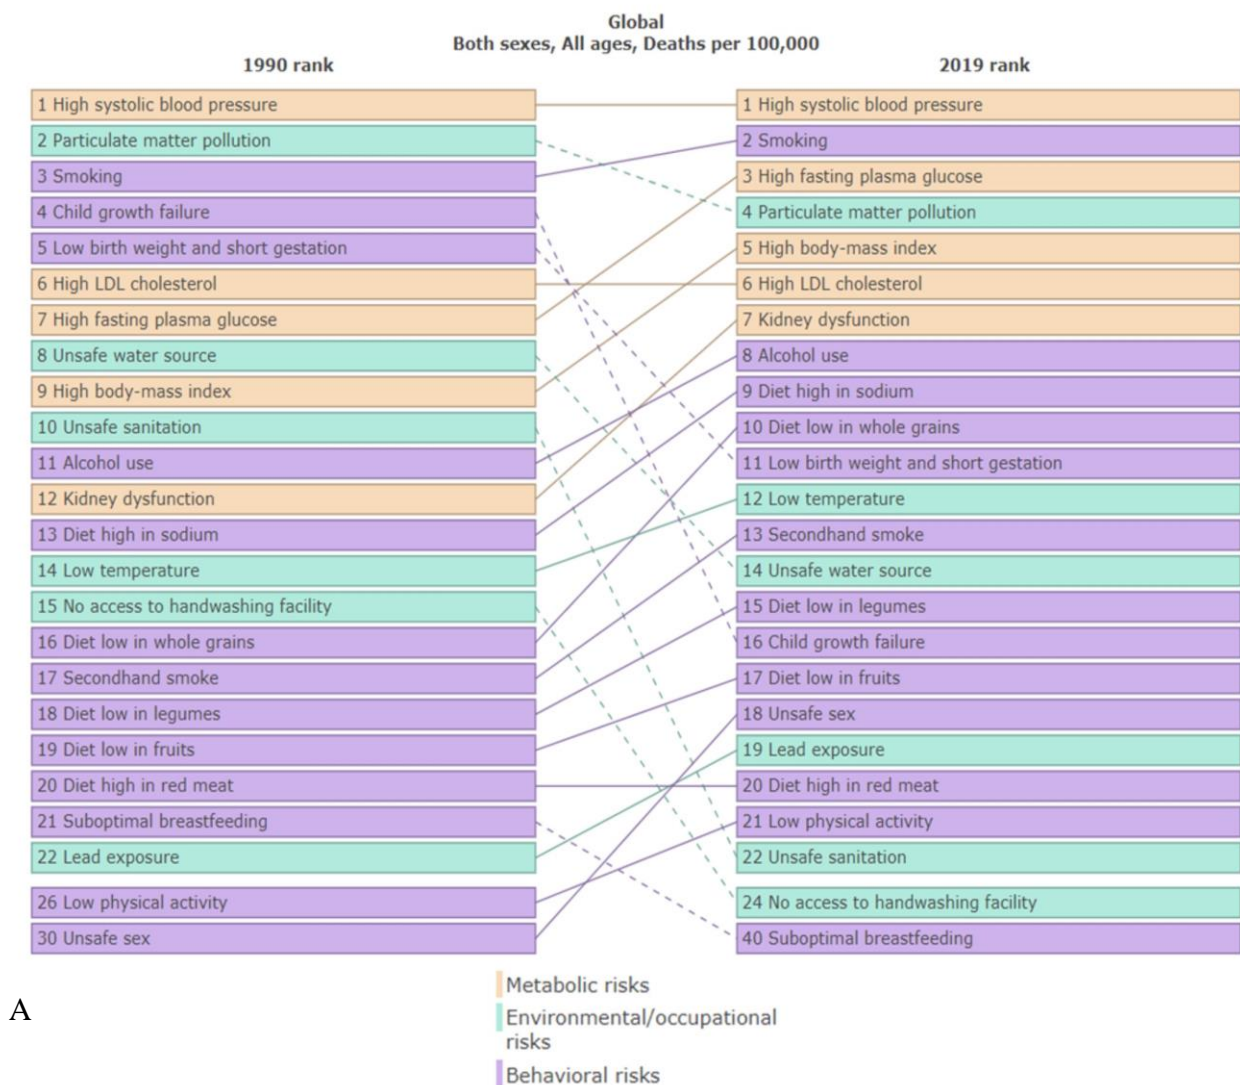 Global
Both sexes, All ages, Deaths per 100,000
1990 rank
2019 rank
1 High systolic blood pressure
2 Particulate matter pollution
3 Smoking
4 Child growth failure
5 Low birth weight and short gestation
6 High LDL cholesterol
7 High fasting plasma glucose
8 Unsafe water source
9 High body-mass index
10 Unsafe sanitation
11 Alcohol use
12 Kidney dysfunction
13 Diet high in sodium
14 Low temperature
15 No access to handwashing facility
16 Diet low in whole grains
17 Secondhand smoke
18 Diet low in legumes
19 Diet low in fruits
20 Diet high in red meat
21 Suboptimal breastfeeding
22 Lead exposure
26 Low physical activity
30 Unsafe sex
1 High systolic blood pressure
2 Smoking
3 High fasting plasma glucose
4 Particulate matter pollution
5 High body-mass index
6 High LDL cholesterol
7 Kidney dysfunction
8 Alcohol use
9 Diet high in sodium
10 Diet low in whole grains
11 Low birth weight and short gestation
12 Low temperature
13 Secondhand smoke
14 Unsafe water source
15 Diet low in legumes
16 Child growth failure
17 Diet low in fruits
18 Unsafe sex
19 Lead exposure
20 Diet high in red meat
21 Low physical activity
22 Unsafe sanitation
24 No access to handwashing facility
40 Suboptimal breastfeeding
A
Metabolic risks
Environmental/occupational
risks
Behavioral risks